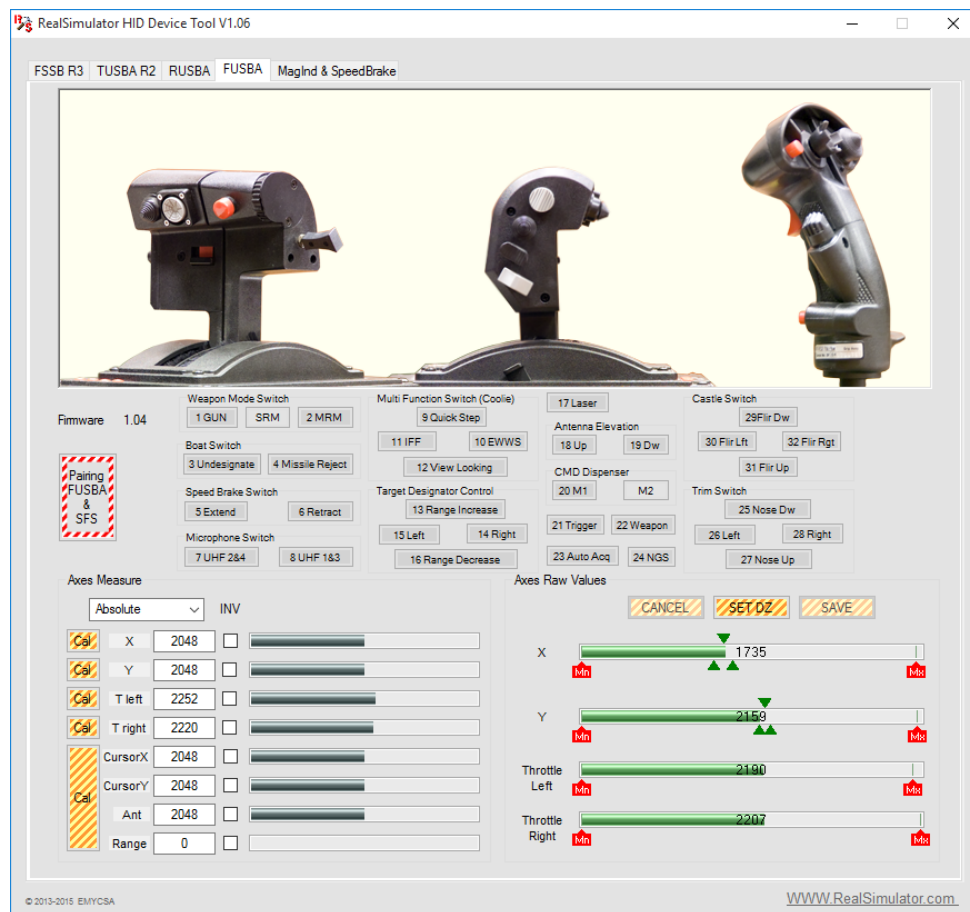 RealSimulator HID Device Tool V1.06
FSSB R3 TUSBA R2 RUSBA FUSBA MagInd & SpeedBrake
Firmware 1.04
Pairing
FUSBA
&
SFS
Weapon Mode Switch
1 GUN SRM 2 MRM
Boat Switch
3 Undesignate 4 Missile Reject
Speed Brake Switch
5 Extend 6 Retract
Microphone Switch
7 UHF 2&4 8 UHF 1&3
Multi Function Switch (Coolie)
9 Quick Step
11 IFF 10 EWWS
12 View Looking
Target Designator Control
13 Range Increase
15 Left 14 Right
16 Range Decrease
17 Laser
Antenna Elevation
18 Up 19 Dw
CMD Dispenser
20 M1 M2
21 Trigger 22 Weapon
23 Auto Acq 24 NGS
Castle Switch
29Flir Dw
30 Flir Lft 32 Flir Rgt
31 Flir Up
Trim Switch
25 Nose Dw
26 Left 28 Right
27 Nose Up
Axes Measure
Absolute INV
Cal X 2048
Cal Y 2048
Cal T left 2252
Cal T right 2220
CursorX 2048
CursorY 2048
Cal
Ant 2048
Range 0
Axes Raw Values
CANCEL SET DZ SAVE
X 1735
Mn Mx
Y 2159
Mn Mx
Throttle
Left
2190
Mn Mx
Throttle
Right
2207
Mn Mx
© 2013-2015 EMYCSA
WWW.RealSimulator.com